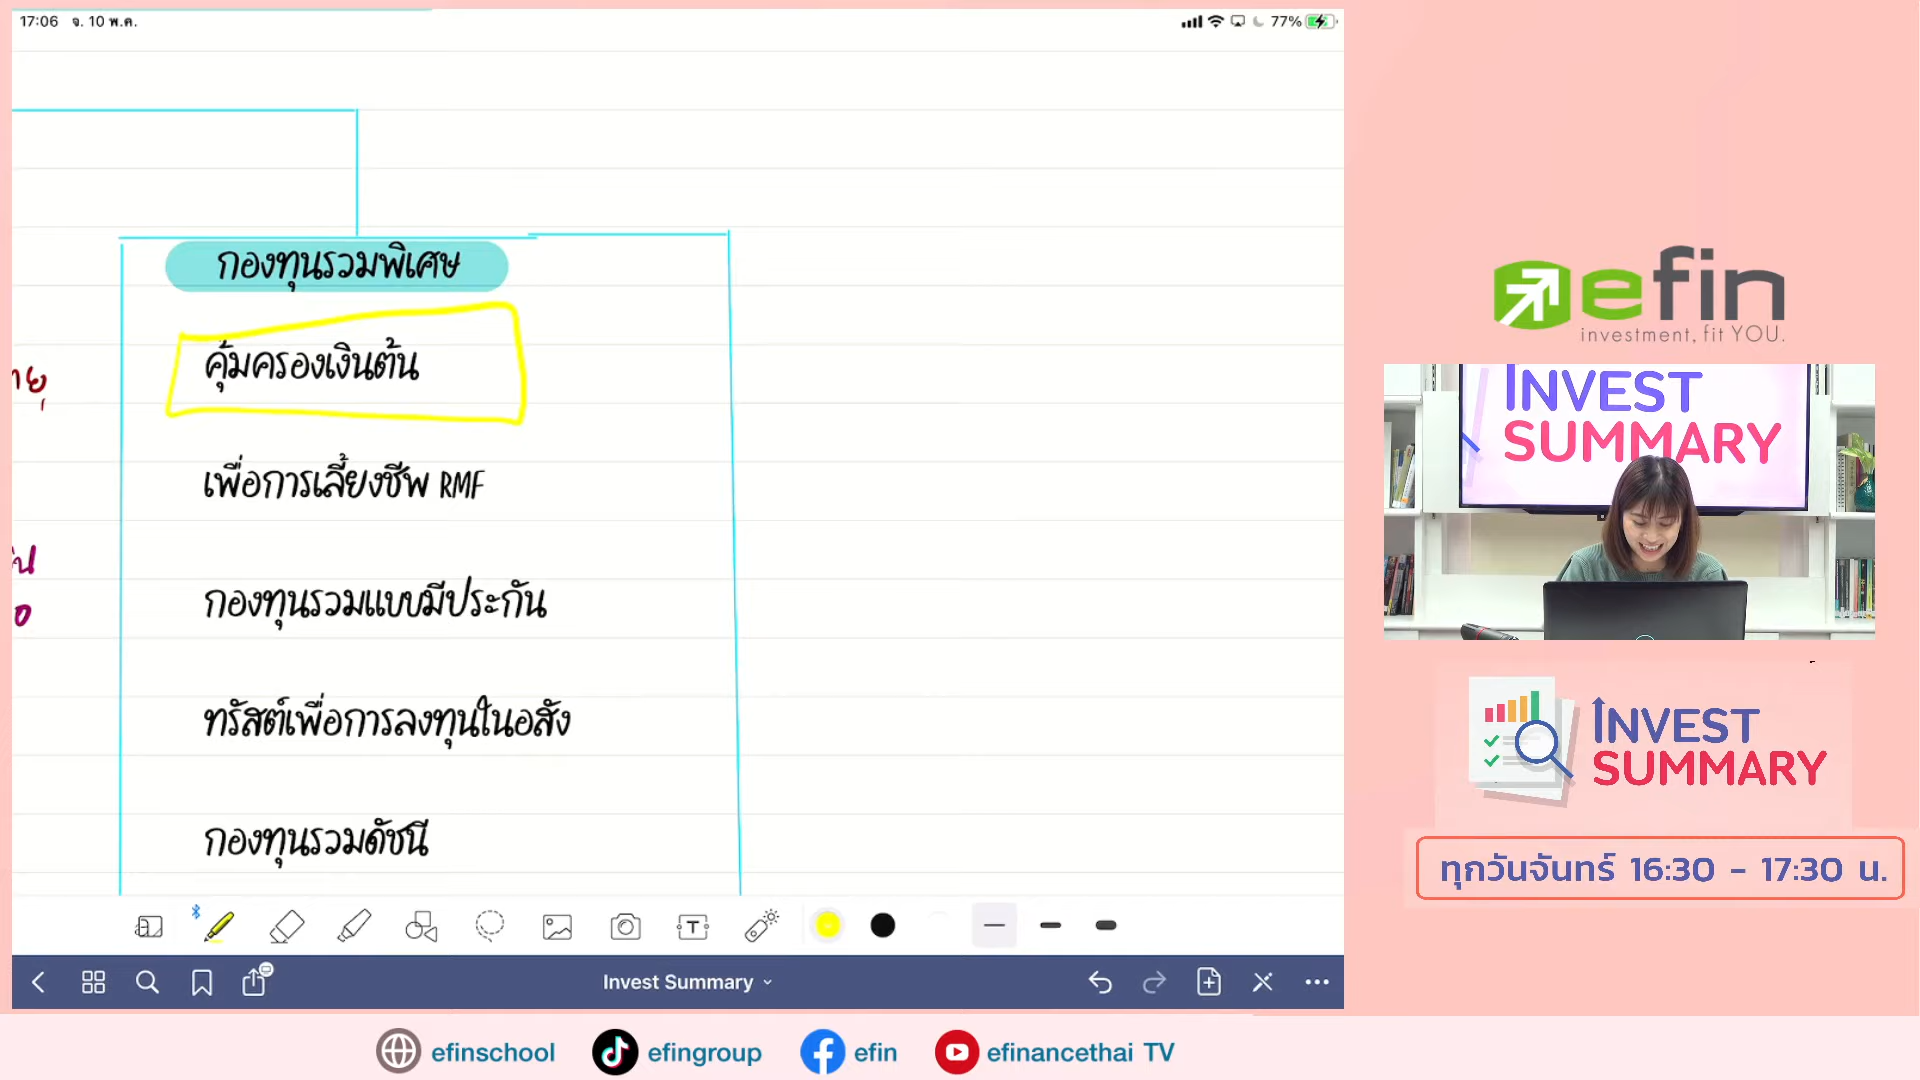 17:06 จ. 10 พ.ค.
77%
กองทุนรวมพิเศษ
คุ้มครองเงินต้น
เพื่อการเลี้ยงชีพ RMF
กองทุนรวมแบบมีประกัน
ทรัสต์เพื่อการลงทุนในอสัง
กองทุนรวมดัชนี
T
Invest Summary
efin
investment, fit YOU.
INVEST
SUMMARY
INVEST
SUMMARY
ทุกวันจันทร์ 16:30 - 17:30 น.
efinschool
efingroup
efin
efinancethai TV